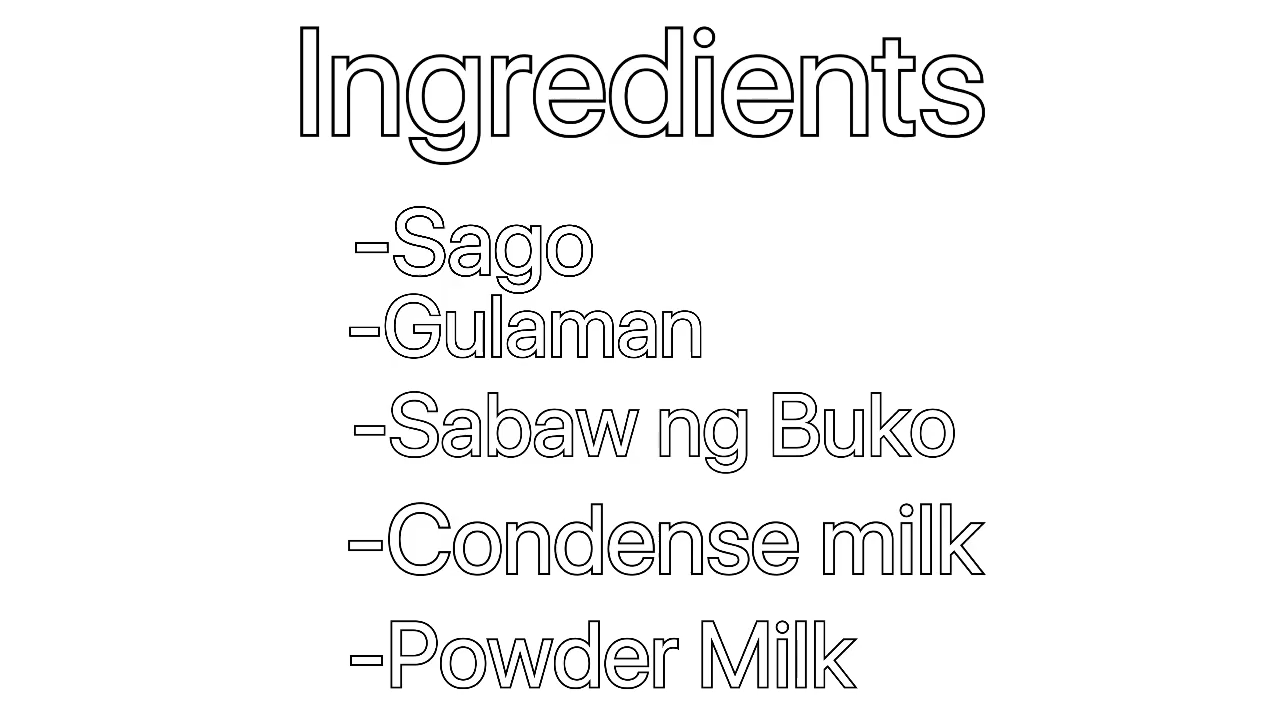 Ingredients
-Sago
-Gulaman
-Sabaw ng Buko
-Condense milk
-Powder Milk